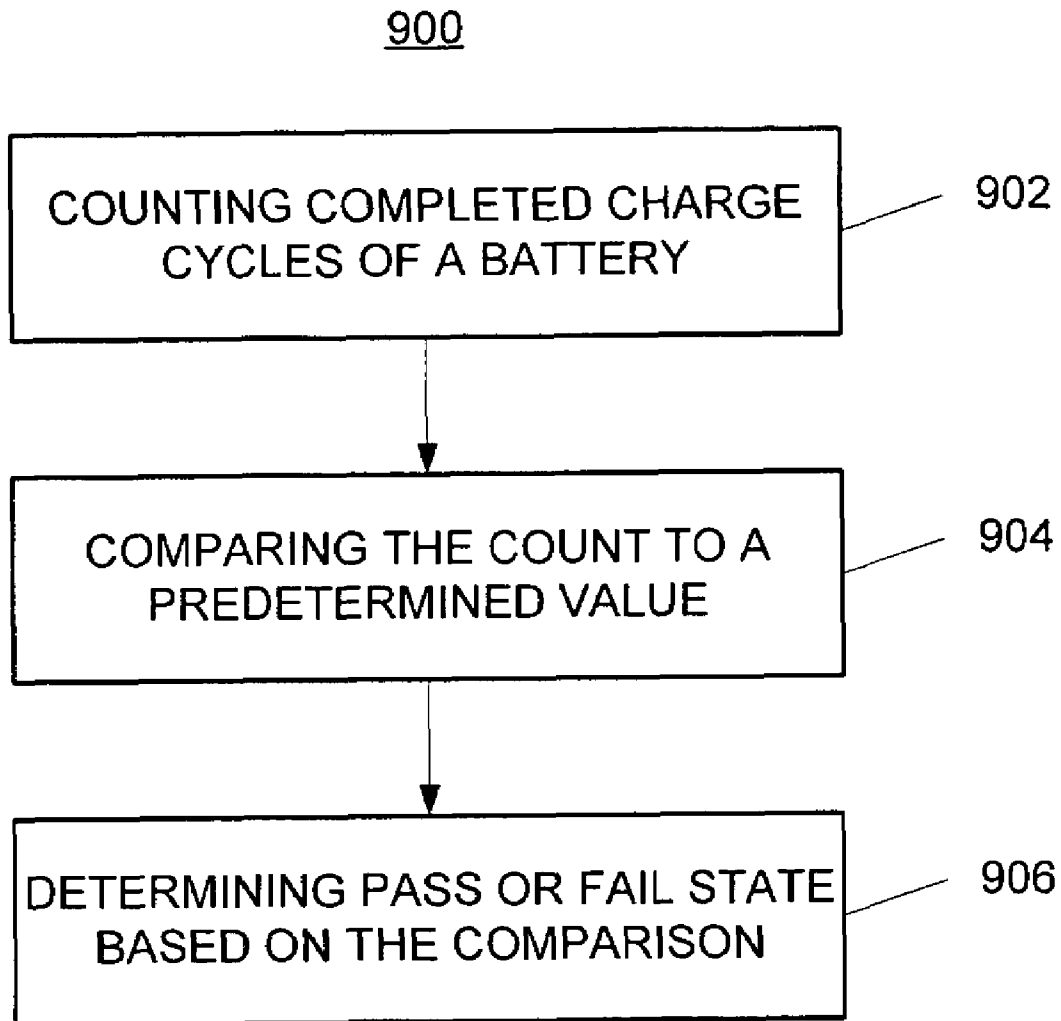 900
COUNTING COMPLETED CHARGE
CYCLES OF A BATTERY
902
COMPARING THE COUNT TO A
PREDETERMINED VALUE
904
DETERMINING PASS OR FAIL STATE
BASED ON THE COMPARISON
906